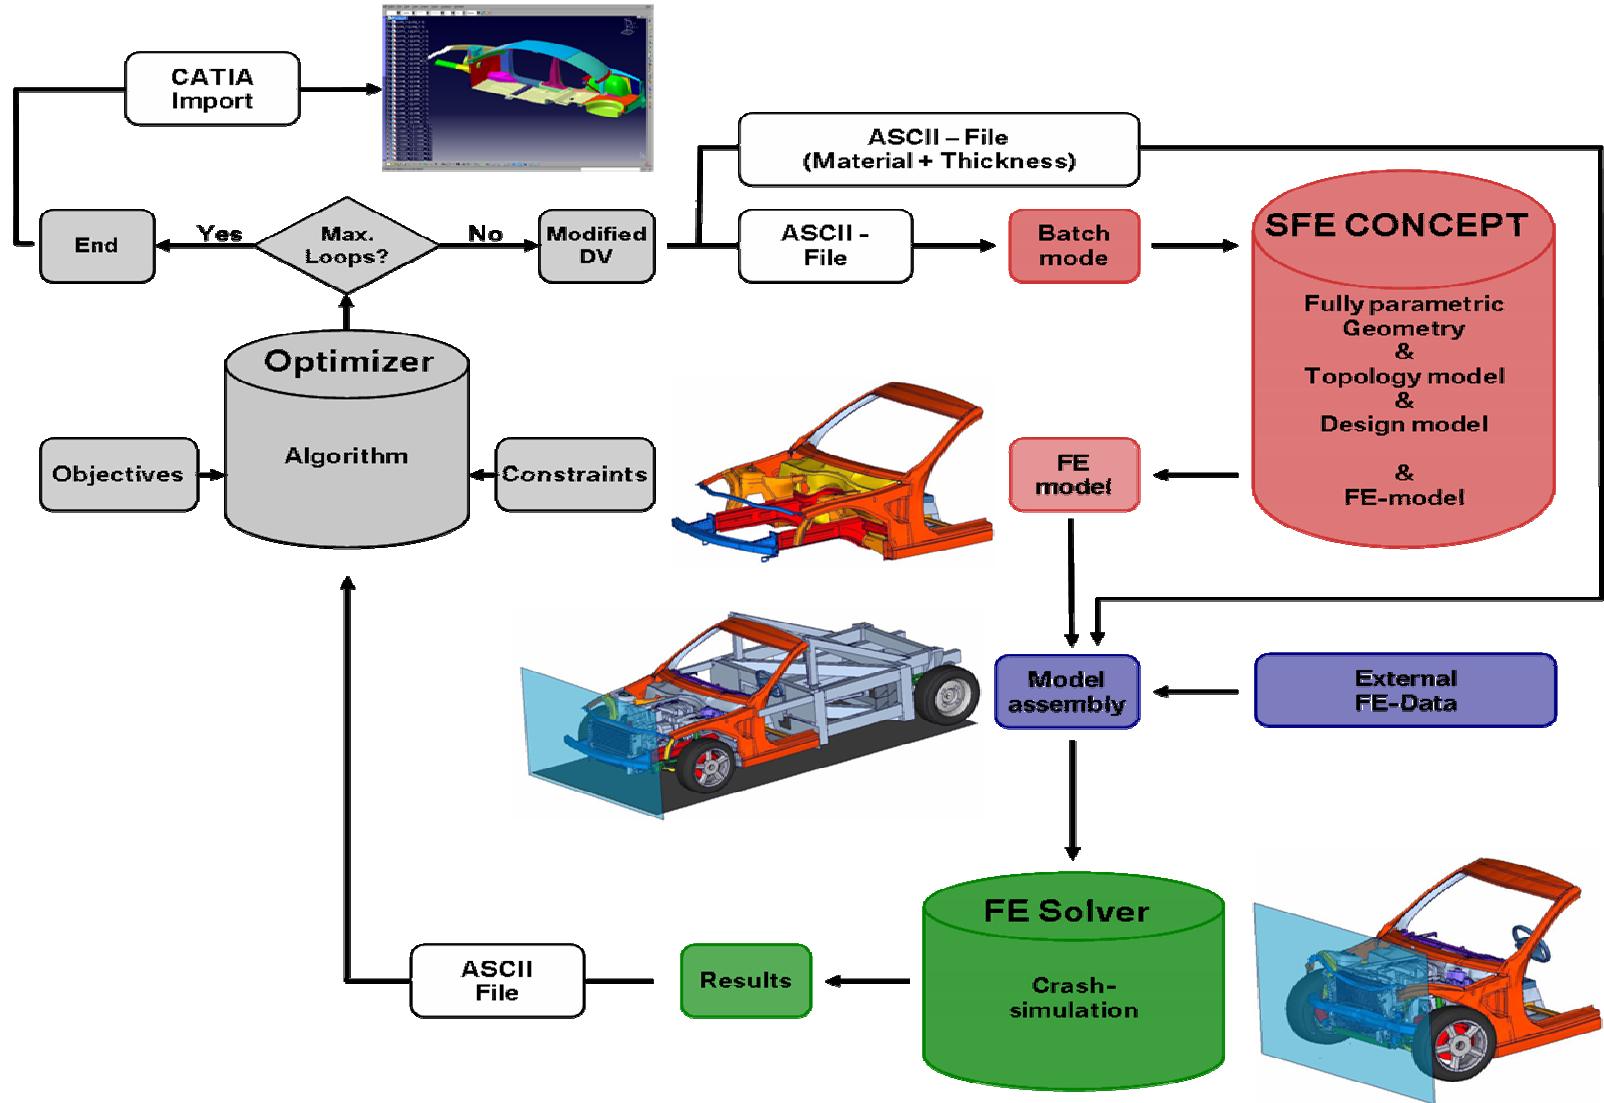 CATIA
Import
ASCII – File
(Material + Thickness)
End
Yes
Max.
Loops?
No
Modified
DV
ASCII -
File
Batch
mode
SFE CONCEPT
Fully parametric
Geometry
&
Topology model
&
Design model
&
FE-model
Optimizer
Algorithm
Objectives
Constraints
FE
model
Model
assembly
External
FE-Data
FE Solver
Crash-
simulation
Results
ASCII
File